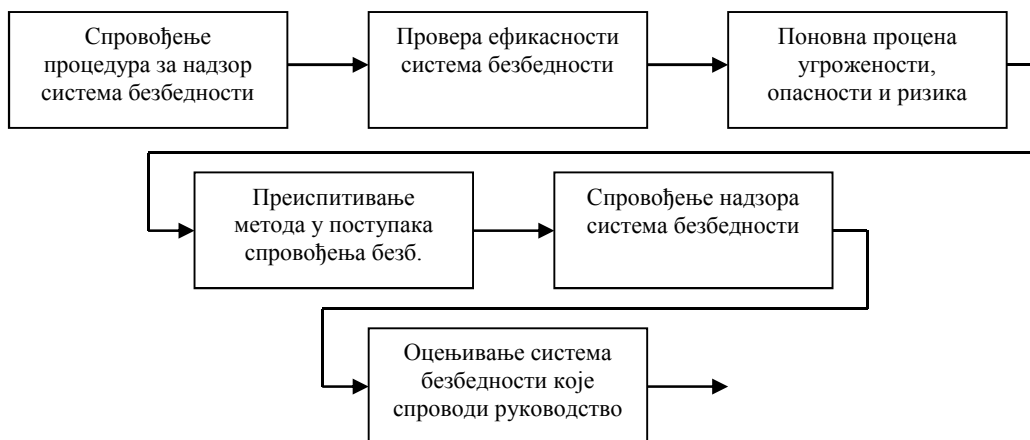 Спровођење
процедура за надзор
система безбедности
Провера ефикасности
система безбедности
Поновна процена
угрожености,
опасности и ризика
Преиспитивање
метода у поступака
спровођења безб.
Спровођење надзора
система безбедности
Оцењивање система
безбедности које
спроводи руководство